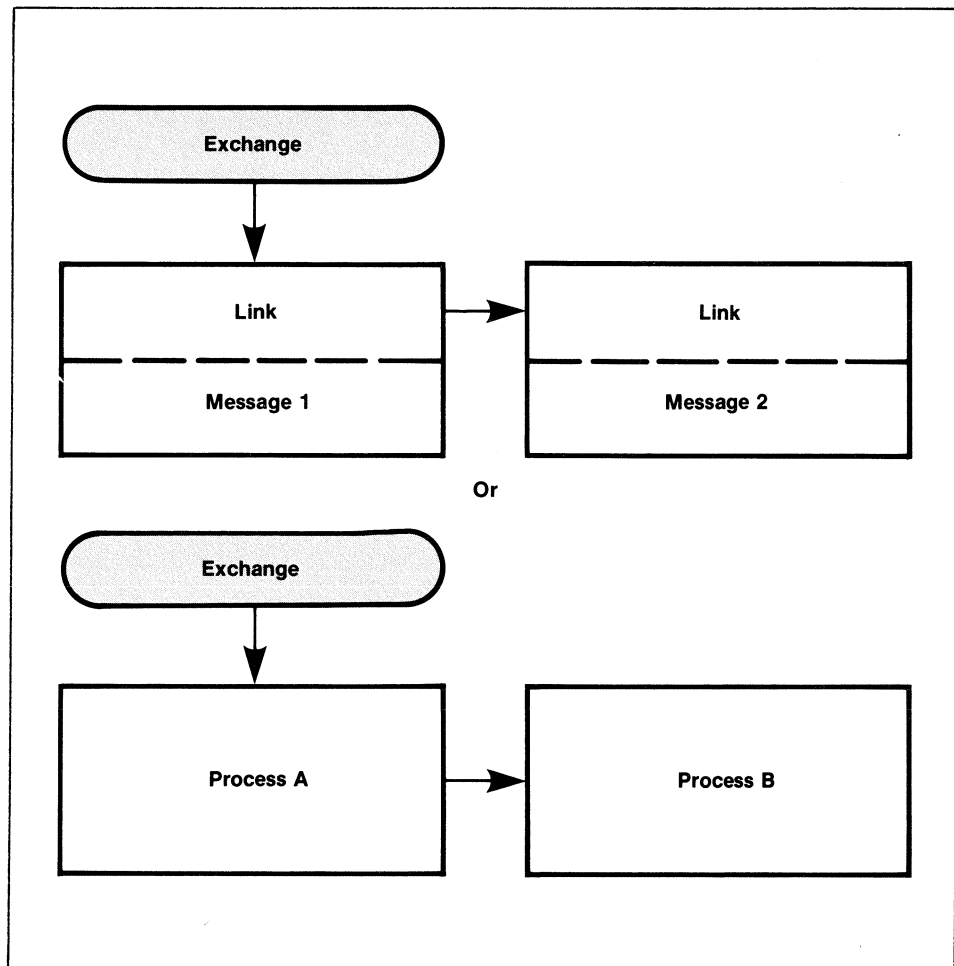 Exchange
Link
Link
Message 1
Message 2
Or
Exchange
Process A
Process B